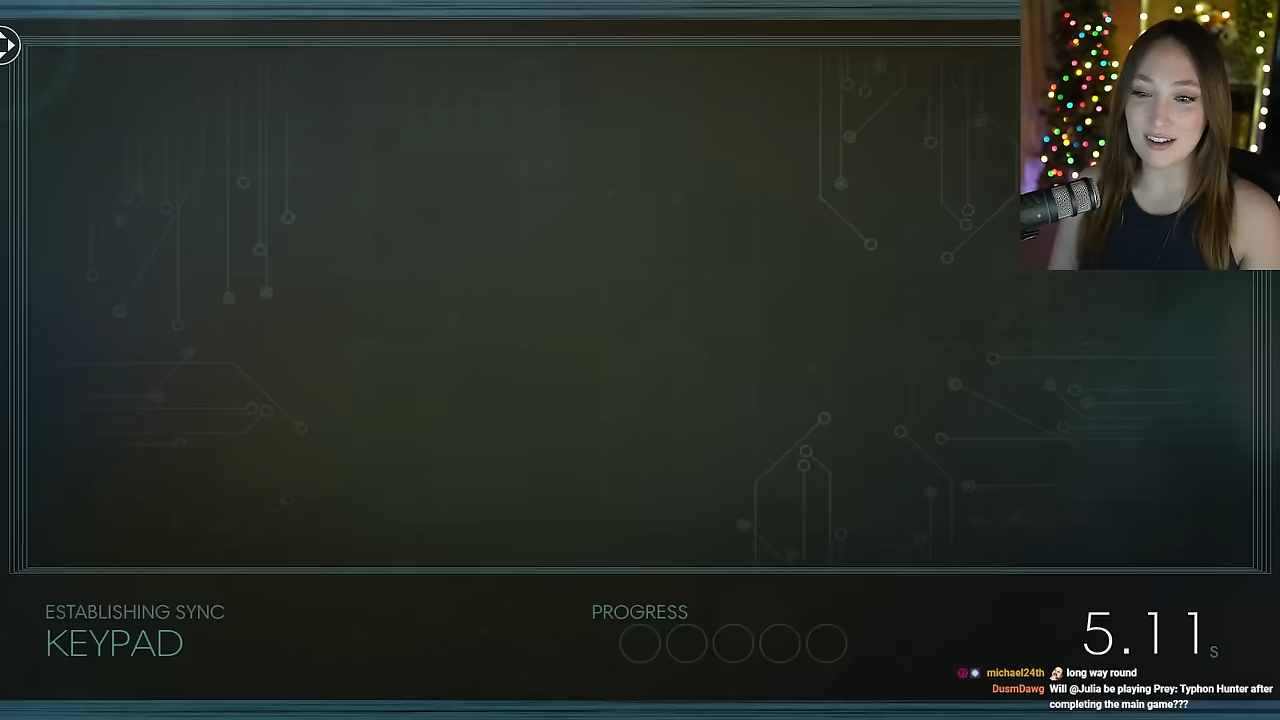 ESTABLISHING SYNC
KEYPAD
PROGRESS
5.11 s
michael24th long way round
DusmDawg Will @Julia be playing Prey: Typhon Hunter after
completing the main game???